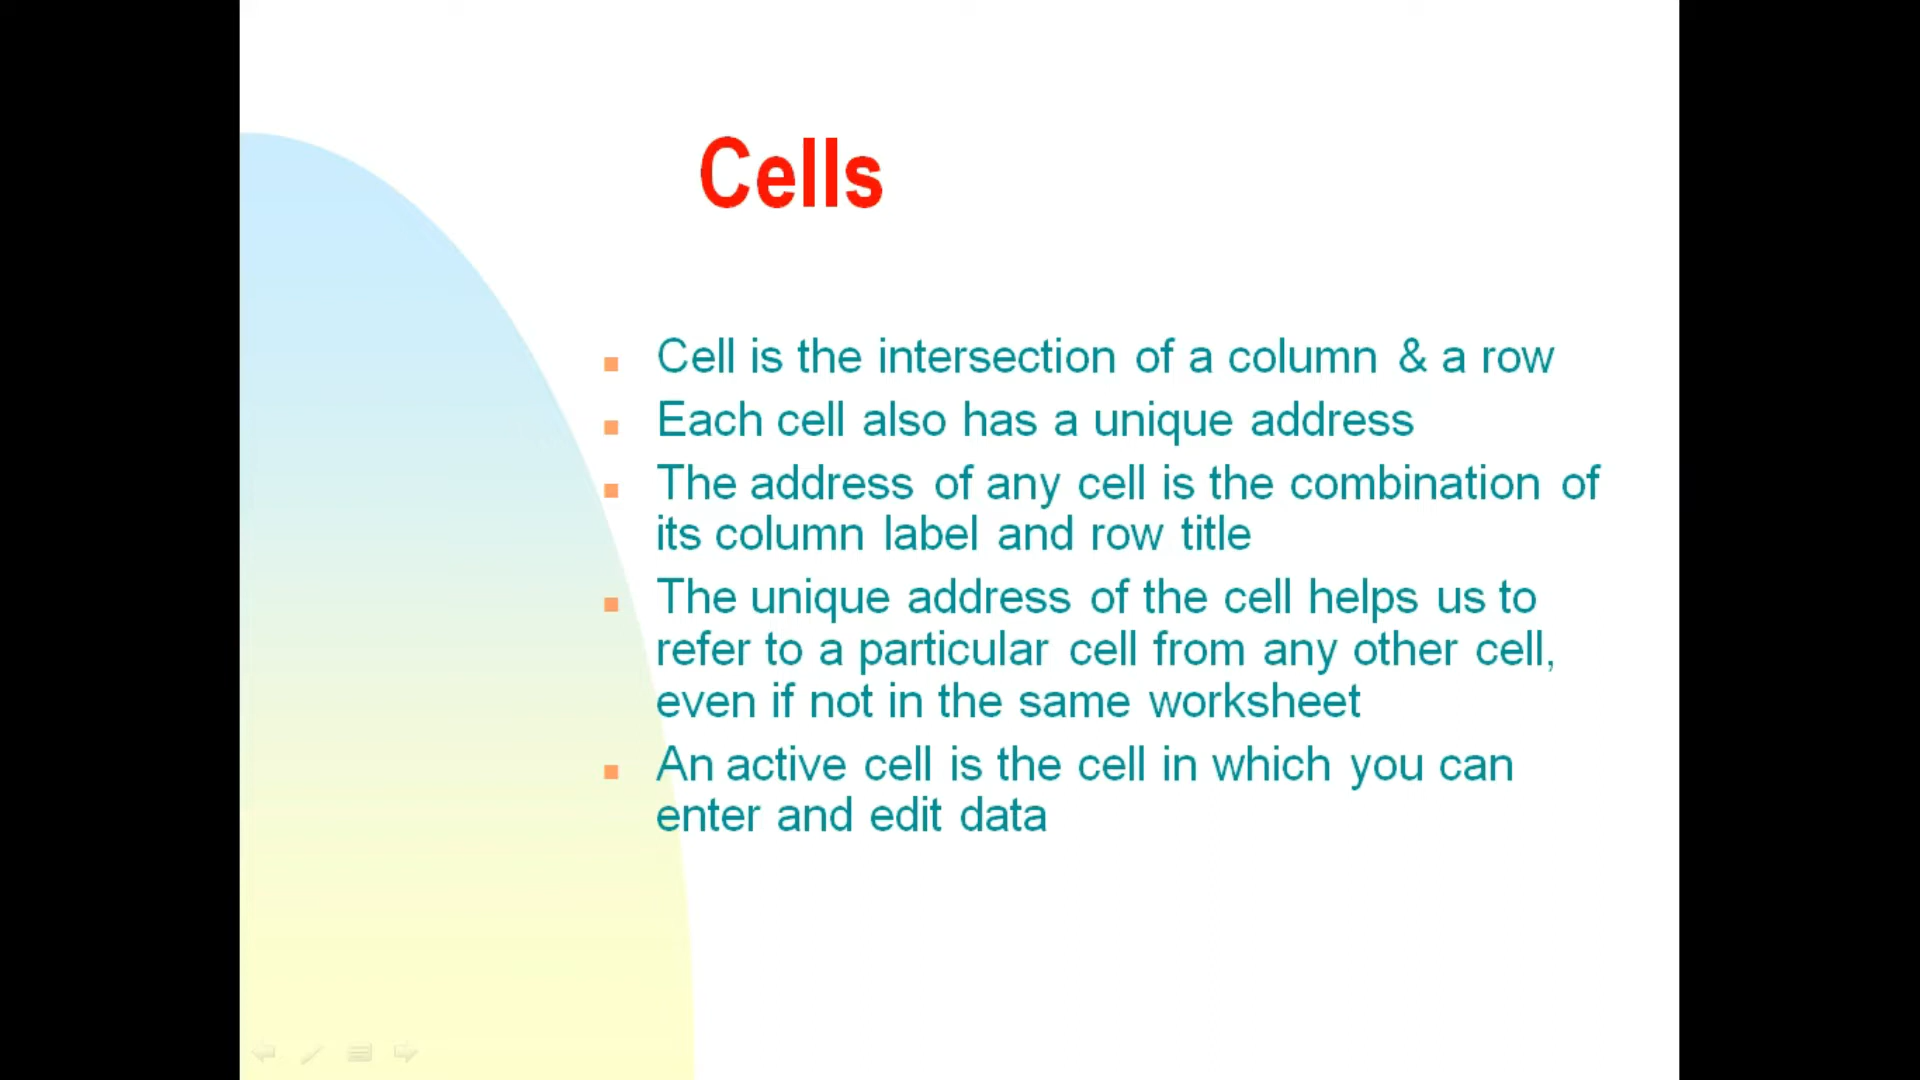 Cells
Cell is the intersection of a column & a row
Each cell also has a unique address
The address of any cell is the combination of
its column label and row title
The unique address of the cell helps us to
refer to a particular cell from any other cell,
even if not in the same worksheet
An active cell is the cell in which you can
enter and edit data